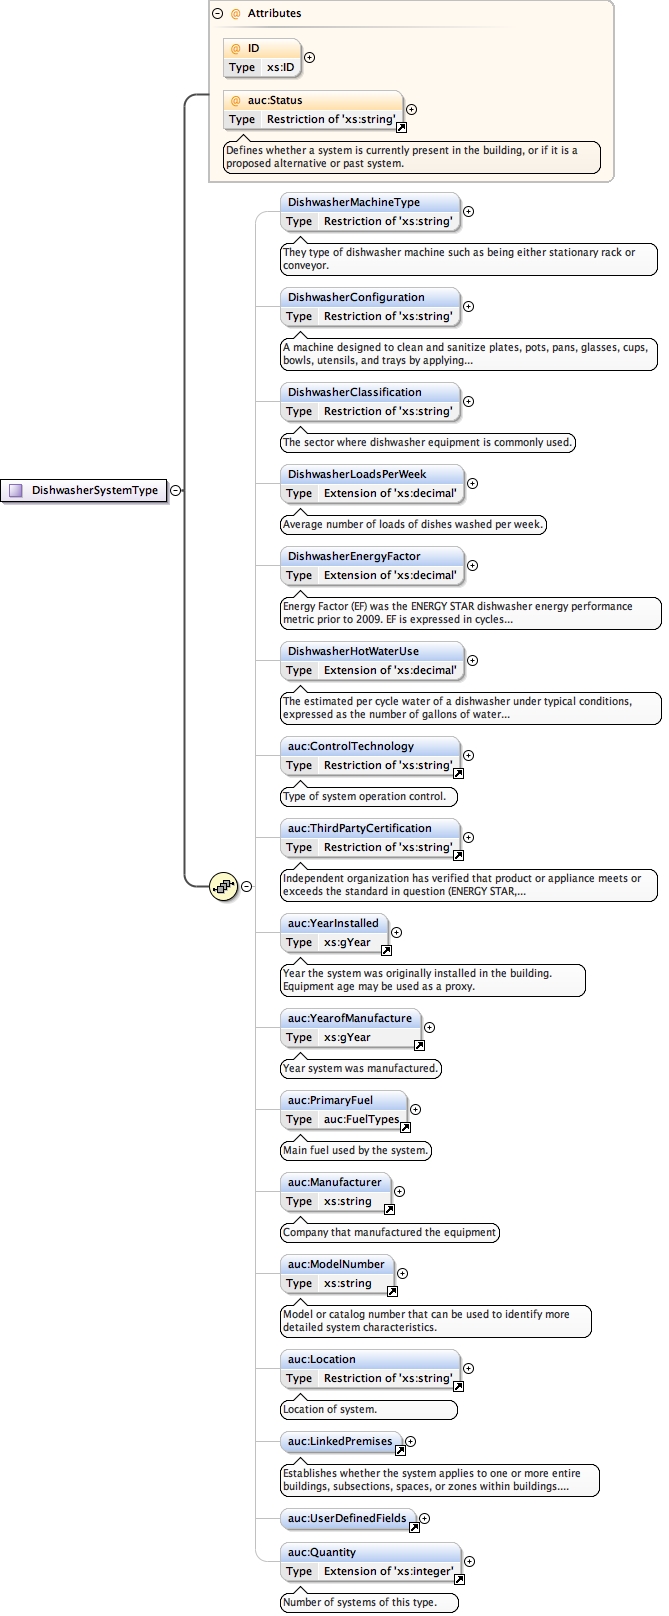 Attributes
@ ID
Type xs:ID
@ auc:Status
Type Restriction of 'xs:string'
Defines whether a system is currently present in the building, or if it is a
proposed alternative or past system.
DishwasherMachineType
Type Restriction of 'xs:string'
They type of dishwasher machine such as being either stationary rack or
conveyor.
DishwasherConfiguration
Type Restriction of 'xs:string'
A machine designed to clean and sanitize plates, pots, pans, glasses, cups,
bowls, utensils, and trays by applying...
DishwasherClassification
Type Restriction of 'xs:string'
The sector where dishwasher equipment is commonly used.
DishwasherSystemType
DishwasherLoadsPerWeek
Type Extension of 'xs:decimal'
Average number of loads of dishes washed per week.
DishwasherEnergyFactor
Type Extension of 'xs:decimal'
Energy Factor (EF) was the ENERGY STAR dishwasher energy performance
metric prior to 2009. EF is expressed in cycles...
DishwasherHotWaterUse
Type Extension of 'xs:decimal'
The estimated per cycle water of a dishwasher under typical conditions,
expressed as the number of gallons of water...
auc:ControlTechnology
Type Restriction of 'xs:string'
Type of system operation control.
auc:ThirdPartyCertification
Type Restriction of 'xs:string'
Independent organization has verified that product or appliance meets or
exceeds the standard in question (ENERGY STAR,...
auc:YearInstalled
Type xs:gYear
Year the system was originally installed in the building.
Equipment age may be used as a proxy.
auc:YearofManufacture
Type xs:gYear
Year system was manufactured.
auc:PrimaryFuel
Type auc:FuelTypes
Main fuel used by the system.
auc:Manufacturer
Type xs:string
Company that manufactured the equipment
auc:ModelNumber
Type xs:string
Model or catalog number that can be used to identify more
detailed system characteristics.
auc:Location
Type Restriction of 'xs:string'
Location of system.
auc:LinkedPremises
Establishes whether the system applies to one or more entire
buildings, subsections, spaces, or zones within buildings....
auc:UserDefinedFields
auc:Quantity
Type Extension of 'xs:integer'
Number of systems of this type.